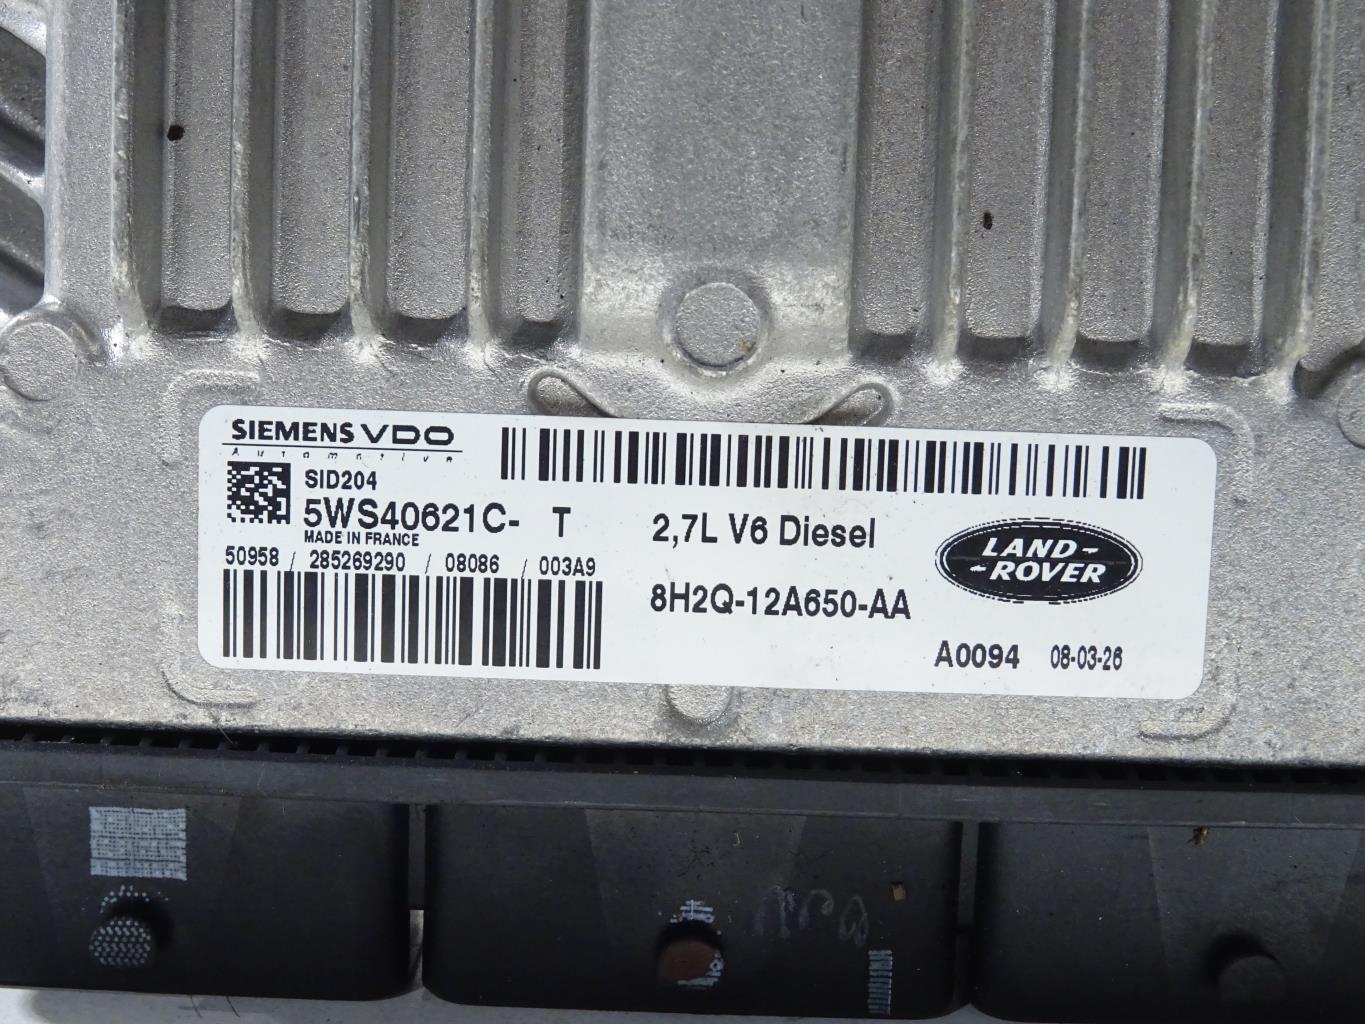 SIEMENS VDO
Automotive
SID204
5WS40621C- T
MADE IN FRANCE
50958 / 285269290 / 08086 / 003A9
2,7L V6 Diesel
8H2Q-12A650-AA
LAND-
-ROVER
A0094 08-03-26